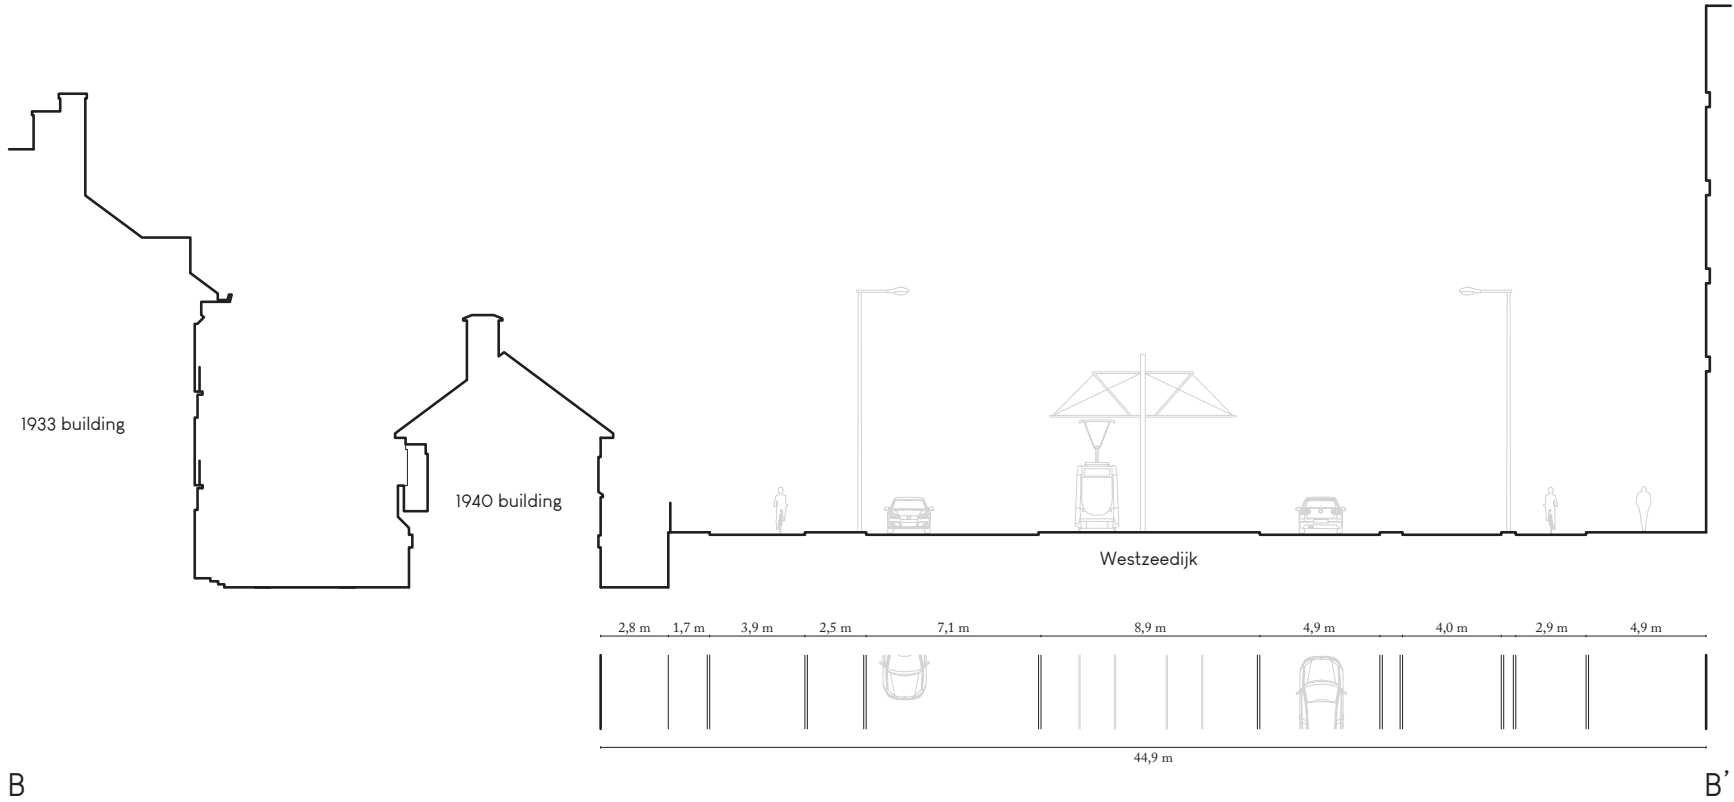 1933 building
1940 building
Westzeedijk
2,8 m 1,7 m 3,9 m 2,5 m 7,1 m 8,9 m 4,9 m 4,0 m 2,9 m 4,9 m
44,9 m
B B’